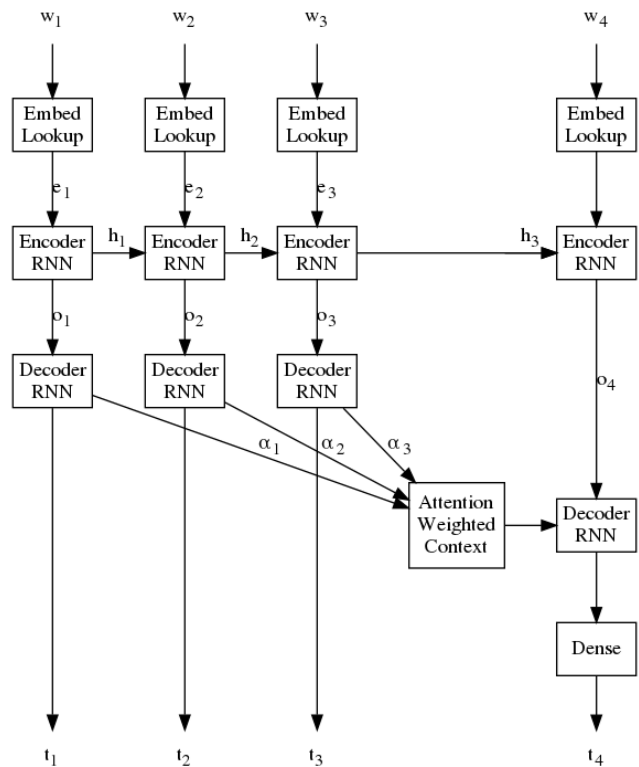 w1 w2 w3 w4
Embed Embed Embed Embed
Lookup Lookup Lookup Lookup
e1 e2 e3
h1 h2 h3
Encoder Encoder Encoder Encoder
RNN RNN RNN RNN
o1 o2 o3
Decoder Decoder Decoder
RNN RNN RNN
o4
α1 α2 α3
Attention
Weighted
Context
Decoder
RNN
Dense
t1 t2 t3 t4